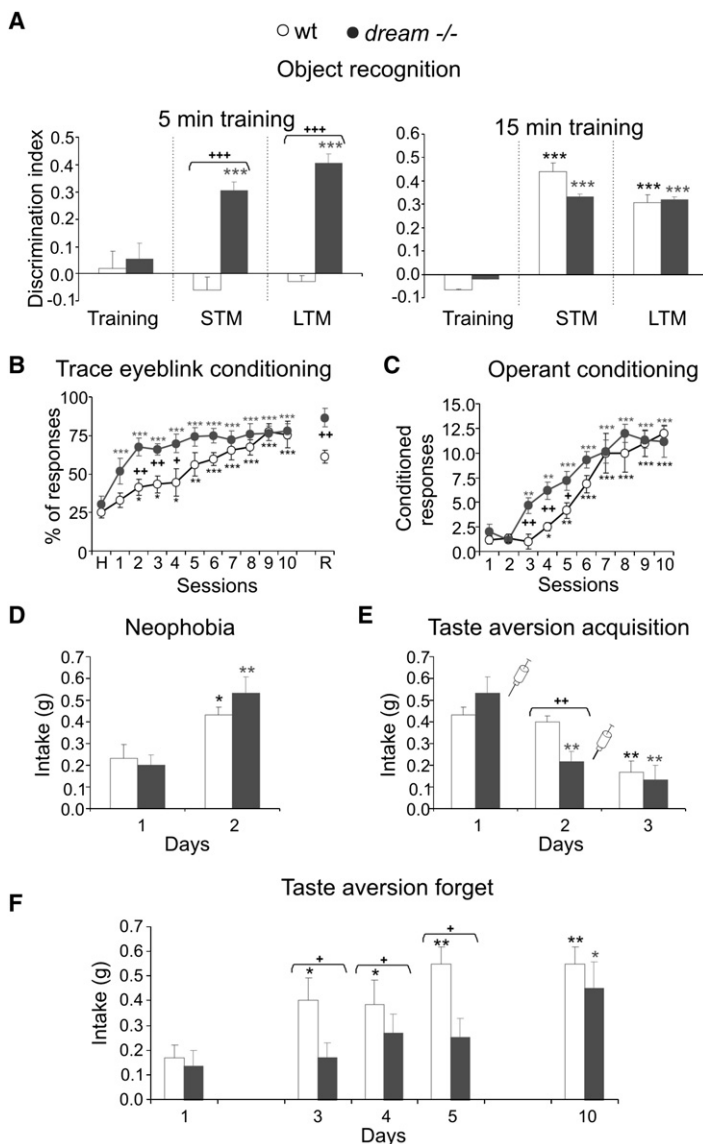 A
wt dream -/-
Object recognition
5 min training
15 min training
Discrimination index
0.5
0.4
0.3
0.2
0.1
0.0
-0.1
+++
***
+++
***
Training STM LTM
0.6
0.5
0.4
0.3
0.2
0.1
0.0
-0.1
*** *** *** ***
Training STM LTM
B Trace eyeblink conditioning
% of responses
100
75
50
25
0
*** *** *** *** *** *** *** *** *** ***
++ ++ + ++
* * * ** *** *** *** *** ***
H 1 2 3 4 5 6 7 8 9 10 R
Sessions
C Operant conditioning
Conditioned
responses
15.0
12.5
10.0
7.5
5.0
2.5
0.0
** ** *** *** *** *** *** ***
++ ++ +
* ** *** *** *** *** ***
1 2 3 4 5 6 7 8 9 10
Sessions
D Neophobia
Intake (g)
0.7
0.6
0.5
0.4
0.3
0.2
0.1
0.0
* **
1 2
Days
E Taste aversion acquisition
Intake (g)
0.7
0.6
0.5
0.4
0.3
0.2
0.1
0.0
++
** ** **
1 2 3
Days
F Taste aversion forget
Intake (g)
0.7
0.6
0.5
0.4
0.3
0.2
0.1
0.0
+ + +
* * ** ** *
1 3 4 5 10
Days